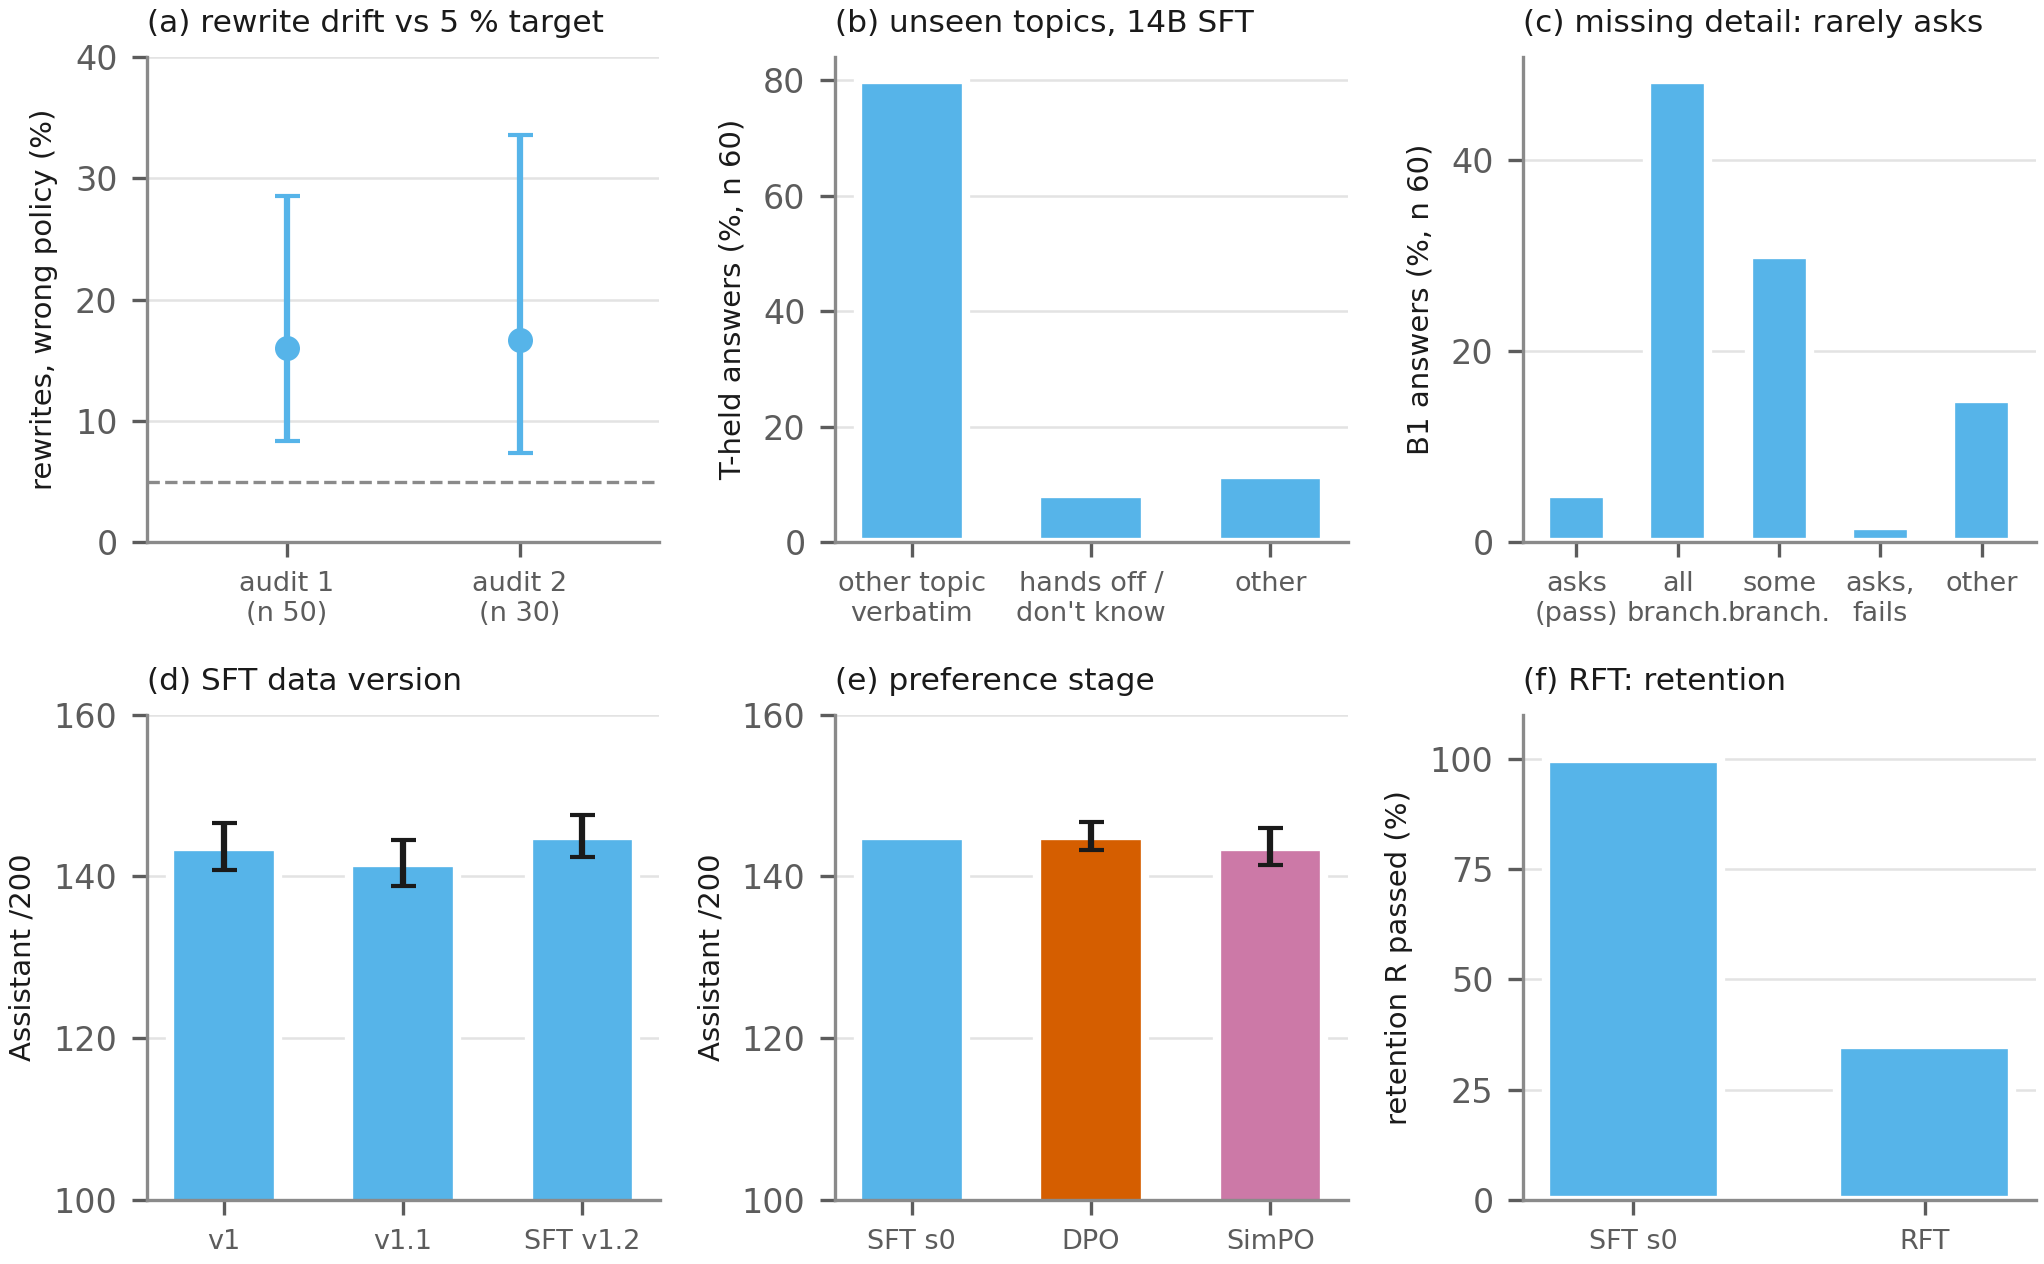 (a) rewrite drift vs 5 % target
rewrites, wrong policy (%)
40
30
20
10
0
audit 1
(n 50)
audit 2
(n 30)
(b) unseen topics, 14B SFT
T-held answers (%, n 60)
80
60
40
20
0
other topic
verbatim
hands off /
don't know
other
(c) missing detail: rarely asks
B1 answers (%, n 60)
40
20
0
asks
(pass)
all
branch.
some
branch.
asks,
fails
other
(d) SFT data version
Assistant /200
160
140
120
100
v1
v1.1
SFT v1.2
(e) preference stage
Assistant /200
160
140
120
100
SFT s0
DPO
SimPO
(f) RFT: retention
retention R passed (%)
100
75
50
25
0
SFT s0
RFT